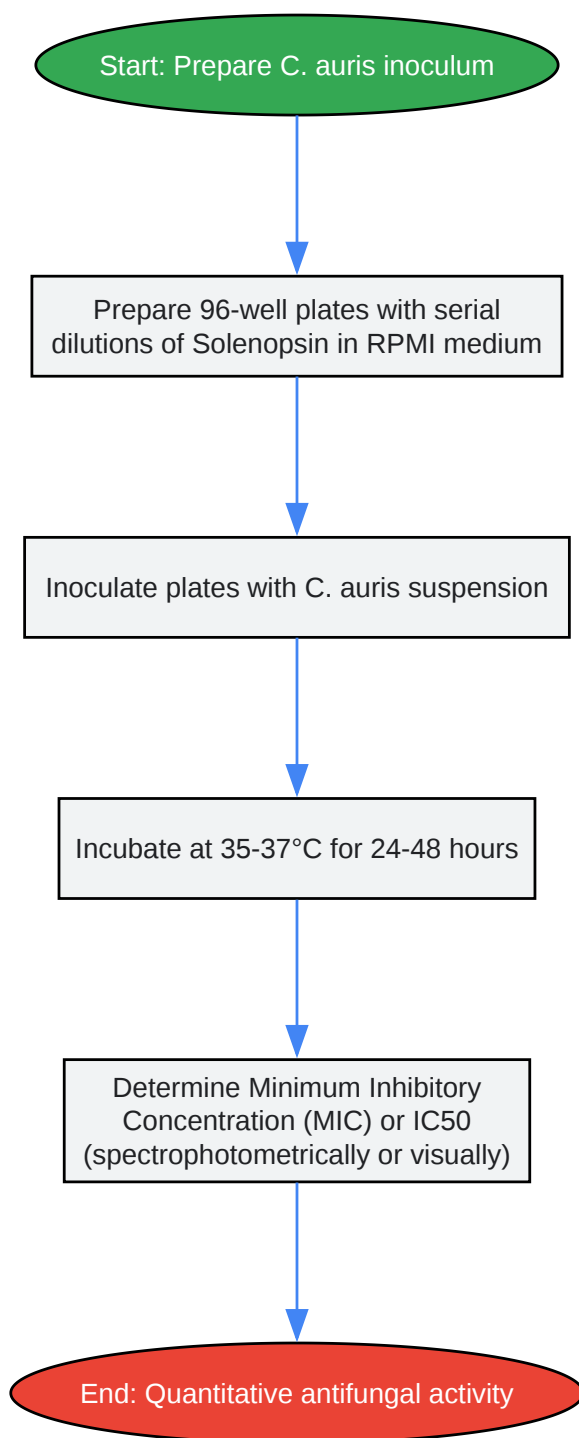 Start: Prepare C. auris inoculum
Prepare 96-well plates with serial
dilutions of Solenopsin in RPMI medium
Inoculate plates with C. auris suspension
Incubate at 35-37°C for 24-48 hours
Determine Minimum Inhibitory
Concentration (MIC) or IC50
(spectrophotometrically or visually)
End: Quantitative antifungal activity